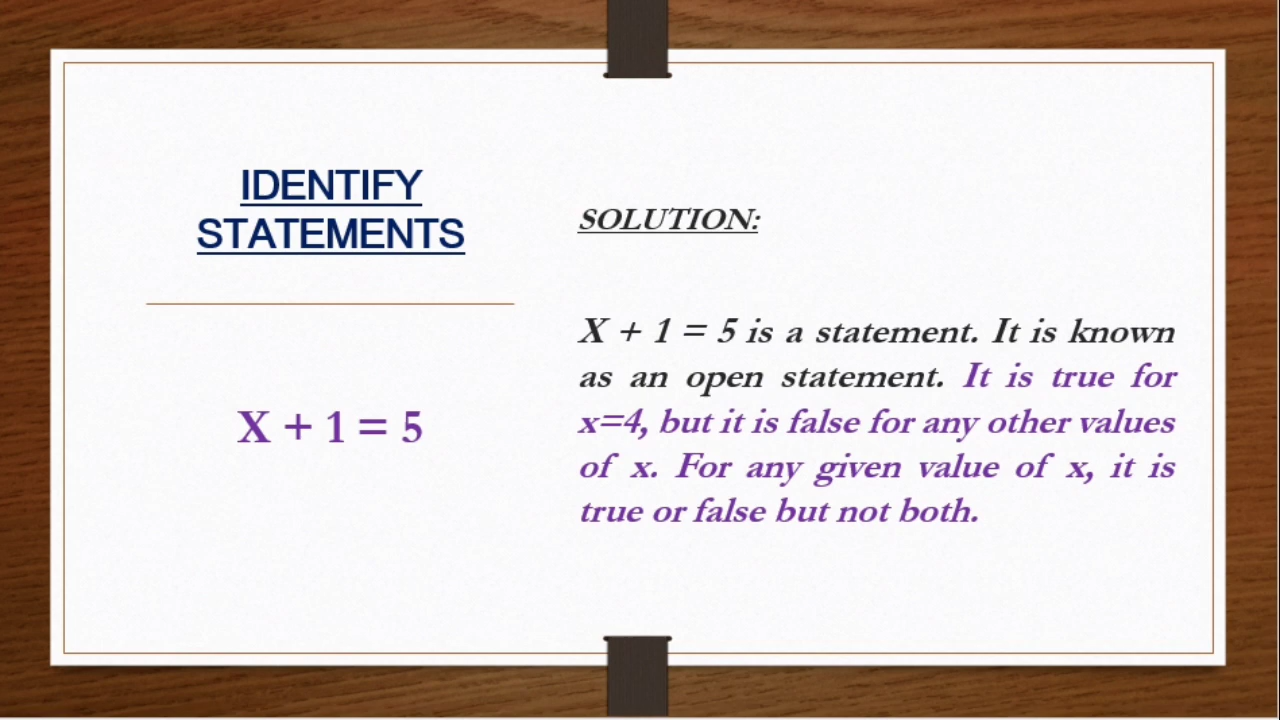 IDENTIFY
STATEMENTS
X + 1 = 5
SOLUTION:
X + 1 = 5 is a statement. It is known
as an open statement. It is true for
x=4, but it is false for any other values
of x. For any given value of x, it is
true or false but not both.